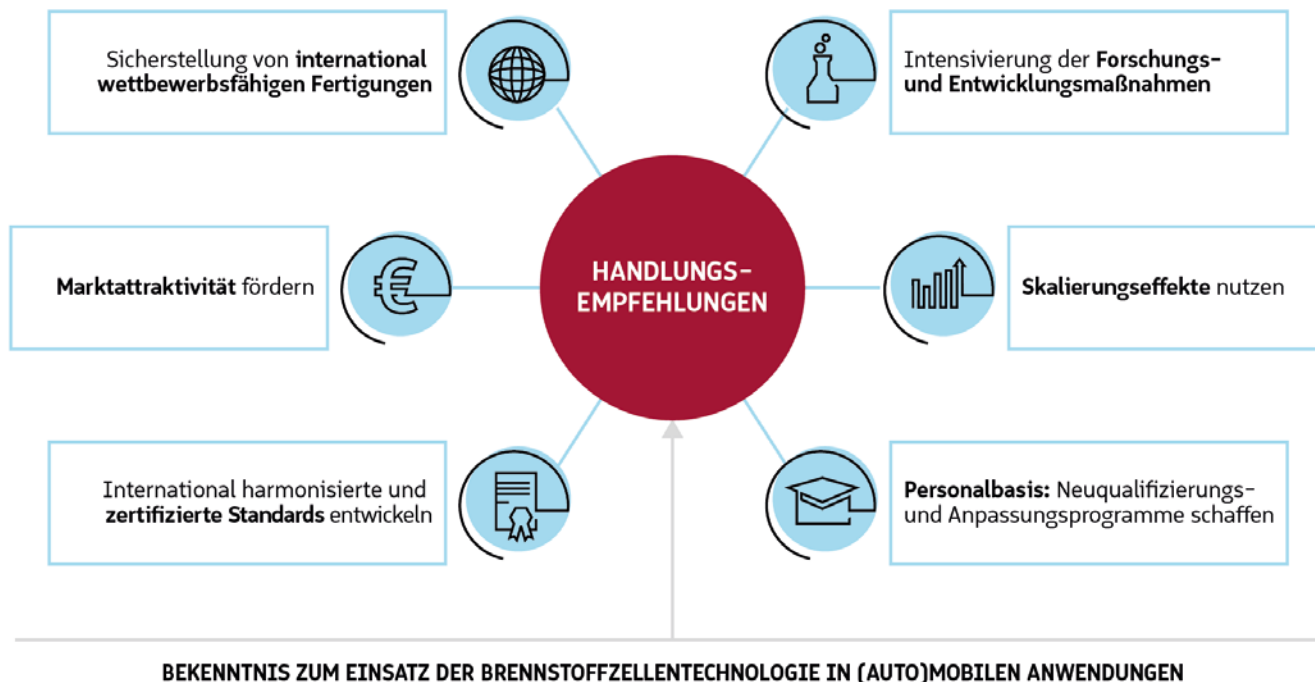 Sicherstellung von international
wettbewerbsfähigen Fertigungen
Intensivierung der Forschungs-
und Entwicklungsmaßnahmen
Marktattraktivität fördern
HANDLUNGS-
EMPFEHLUNGEN
Skalierungseffekte nutzen
International harmonisierte und
zertifizierte Standards entwickeln
Personalbasis: Neuqualifizierungs-
und Anpassungsprogramme schaffen
BEKENNTNIS ZUM EINSATZ DER BRENNSTOFFZELLENTECHNOLOGIE IN (AUTO)MOBILEN ANWENDUNGEN